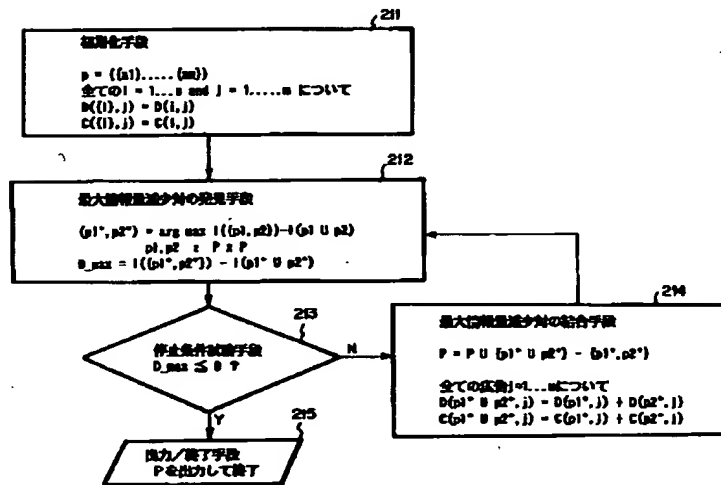 211
初期化手段
p = {{a1}.....{am}}
全てのi = 1...n and j = 1.....m について
D({i},j) = D(i,j)
C({i},j) = C(i,j)
212
最大情報量減少対の発見手段
(p1*,p2*) = arg max I({p1,p2})-I(p1 U p2)
p1,p2 : P x P
D_max = I({p1*,p2*}) - I(p1* U p2*)
213
停止条件試験手段
D_max ≦ 0 ?
N
Y
214
最大情報量減少対の結合手段
P = P U {p1* U p2*} - {p1*,p2*}
全ての広告j=1...mについて
D(p1* U p2*,j) = D(p1*,j) + D(p2*,j)
C(p1* U p2*,j) = C(p1*,j) + C(p2*,j)
215
出力/終了手段
Pを出力して終了